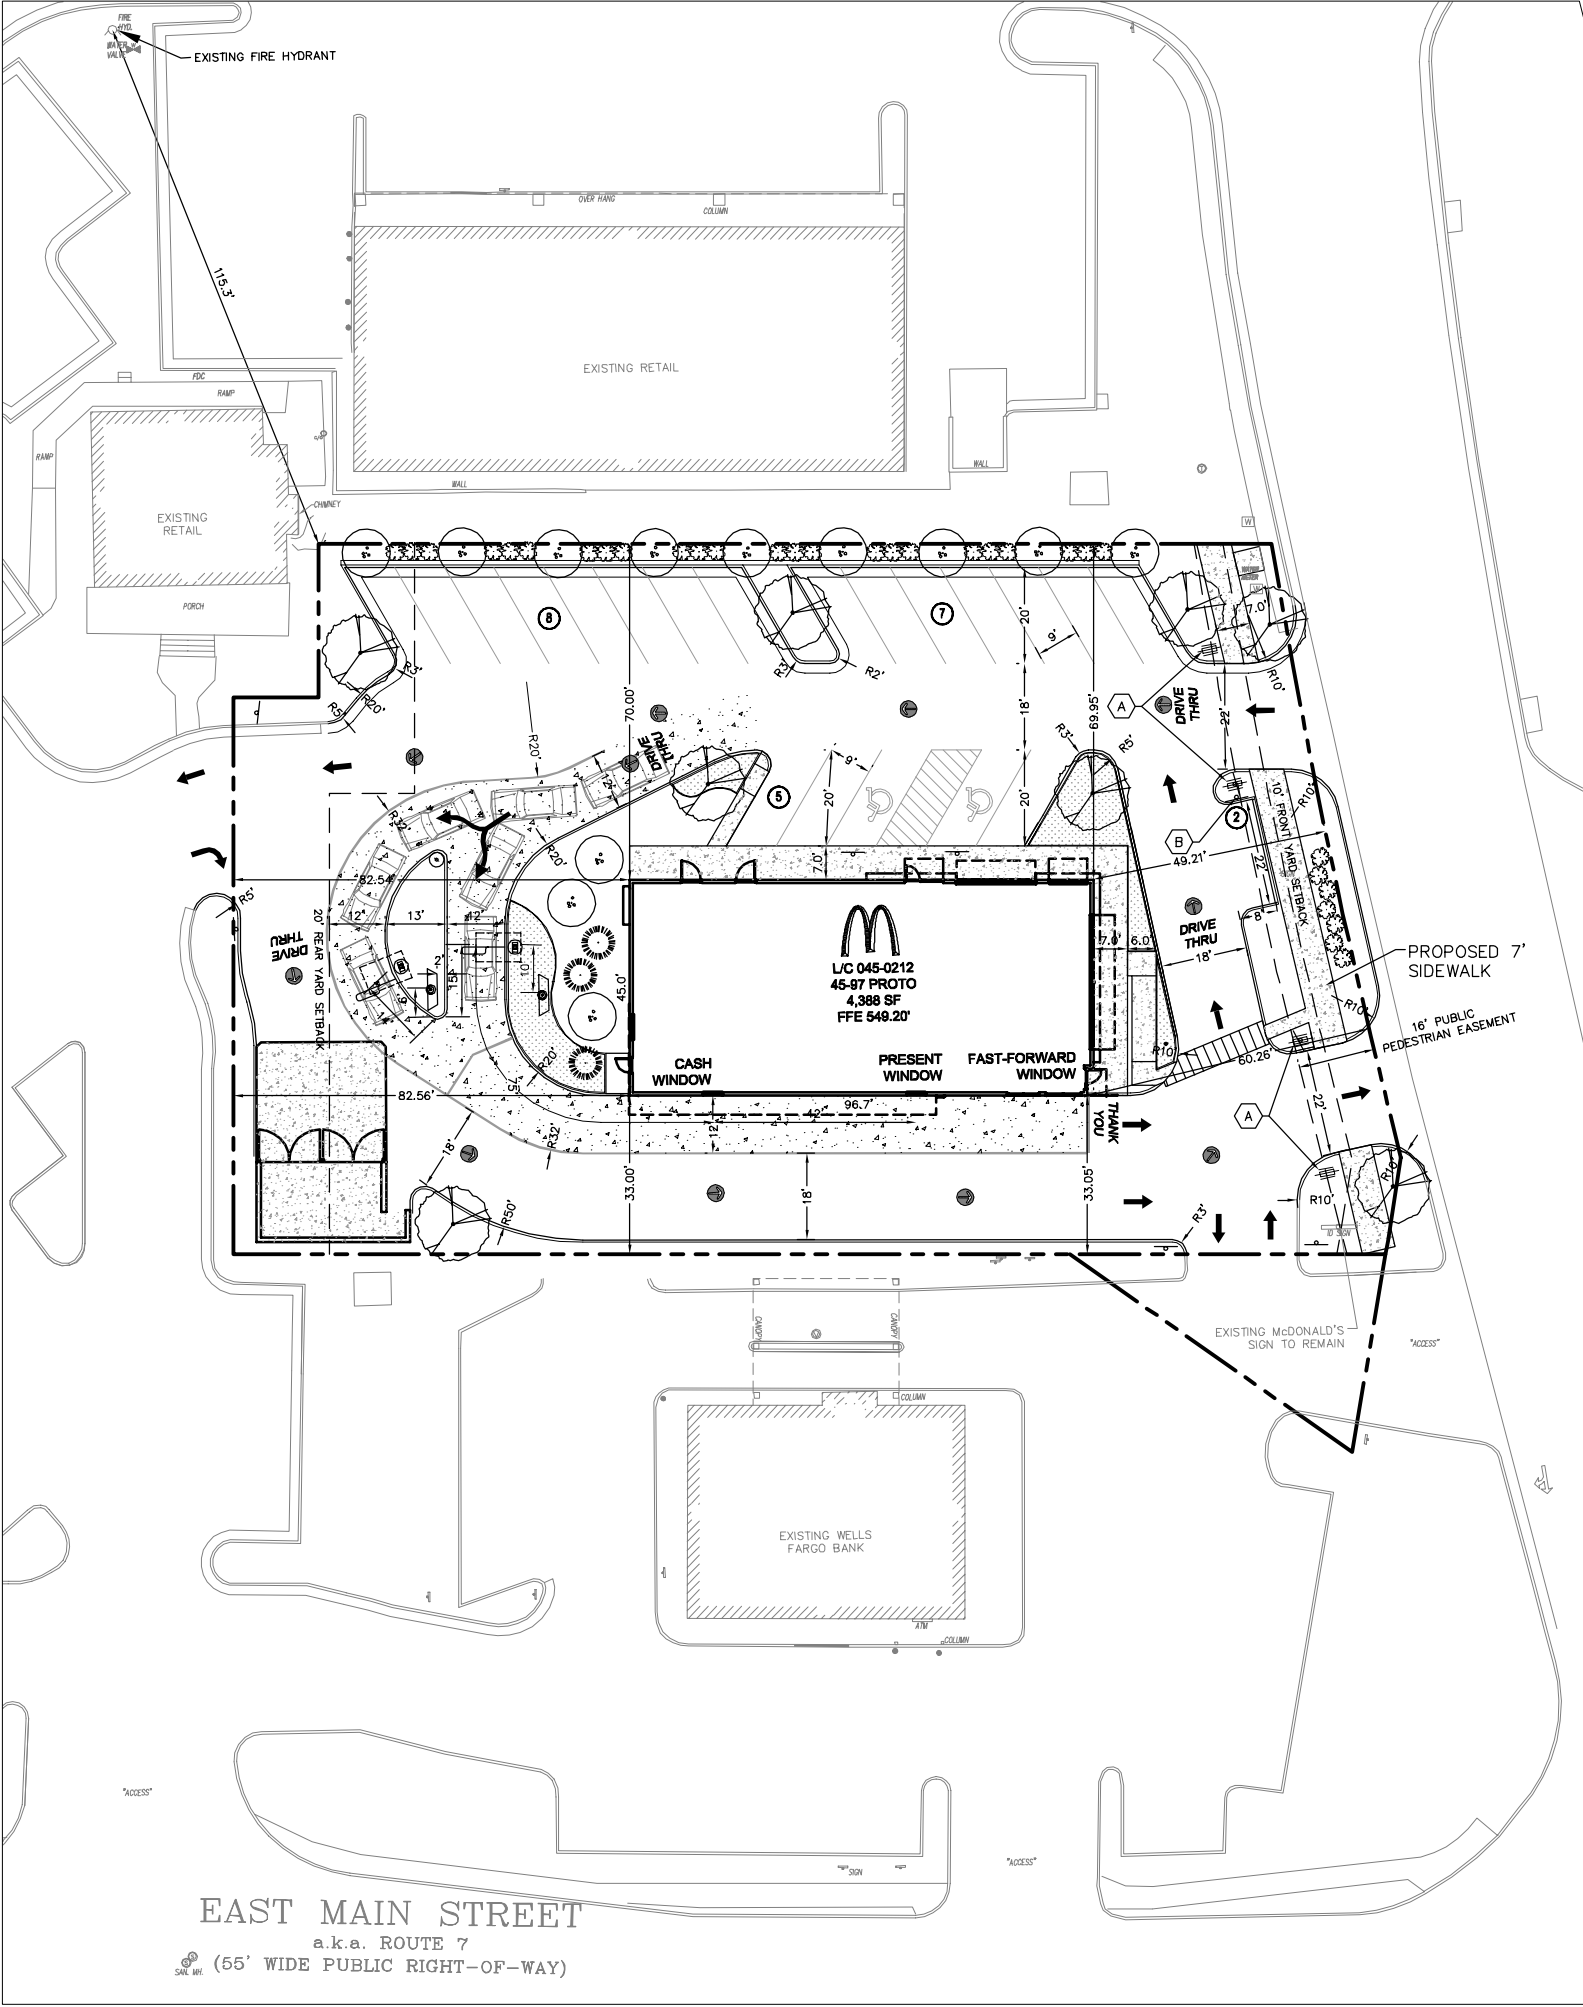 FIRE
HYD.
WATER
VALVE
EXISTING FIRE HYDRANT
115.3'
OVER HANG
COLUMN
EXISTING RETAIL
FDC
RAMP
RAMP
WALL
WALL
CHIMNEY
EXISTING
RETAIL
PORCH
W
8
7
20'
9'
7.0'
R3'
R20'
R5'
R3'
R2'
R10'
70.00'
69.95'
18'
22'
A
DRIVE
THRU
DRIVE
THRU
R20'
12'
R3'
R5'
9'
20'
20'
5
R32'
R20'
7.0'
B
2
R10'
10' FRONT YARD SETBACK
22'
49.21'
82.54'
R5'
12'
13'
12'
8'
20' REAR YARD SETBACK
DRIVE
THRU
DRIVE
THRU
18'
7.0'
6.0'
2'
15'
10'
9'
14'
45.0'
L/C 045-0212
45-97 PROTO
4,388 SF
FFE 549.20'
PROPOSED 7'
SIDEWALK
R10'
16' PUBLIC
PEDESTRIAN EASEMENT
CASH
WINDOW
PRESENT
WINDOW
FAST-FORWARD
WINDOW
R10'
60.26'
R20'
75'
82.56'
96.7'
42'
12'
THANK
YOU
A
22'
R32'
18'
33.00'
18'
33.05'
R50'
R3'
R10'
R10'
ID SIGN
EXISTING McDONALD'S
SIGN TO REMAIN
"ACCESS"
CANOPY
CANOPY
COLUMN
EXISTING WELLS
FARGO BANK
ATM
COLUMN
"ACCESS"
SIGN
"ACCESS"
EAST MAIN STREET
a.k.a. ROUTE 7
(55' WIDE PUBLIC RIGHT-OF-WAY)
SAN. MH.